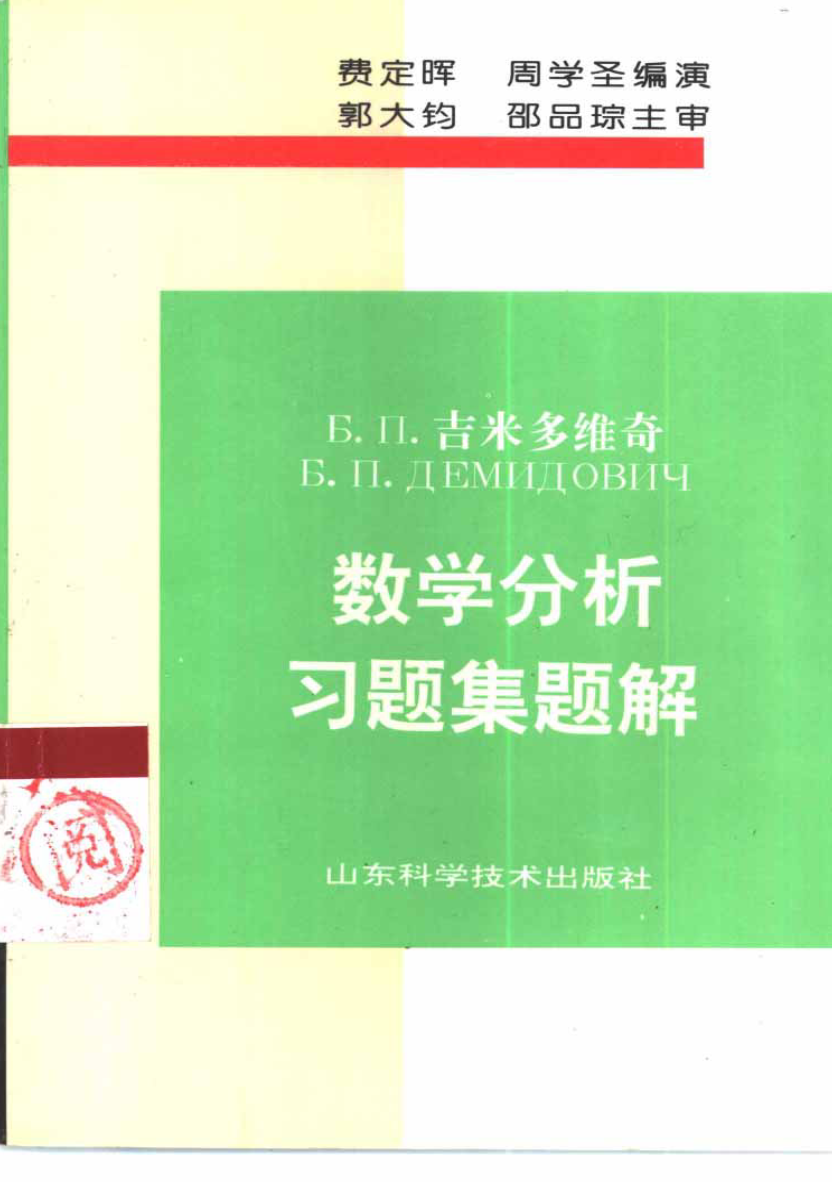 费定晖 周学圣编演
郭大钧 邵品琮主审
Б. П. 吉米多维奇
Б. П. ДЕМИДОВИЧ
数学分析
习题集题解
山东科学技术出版社
阅